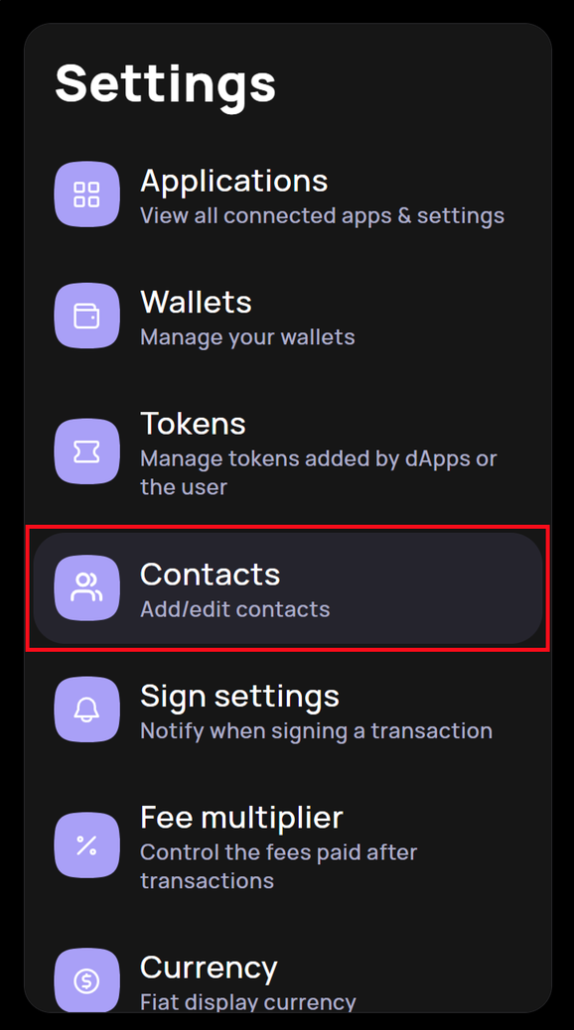 Settings
Applications
View all connected apps & settings
Wallets
Manage your wallets
Tokens
Manage tokens added by dApps or
the user
Contacts
Add/edit contacts
Sign settings
Notify when signing a transaction
Fee multiplier
Control the fees paid after
transactions
Currency
Fiat display currency